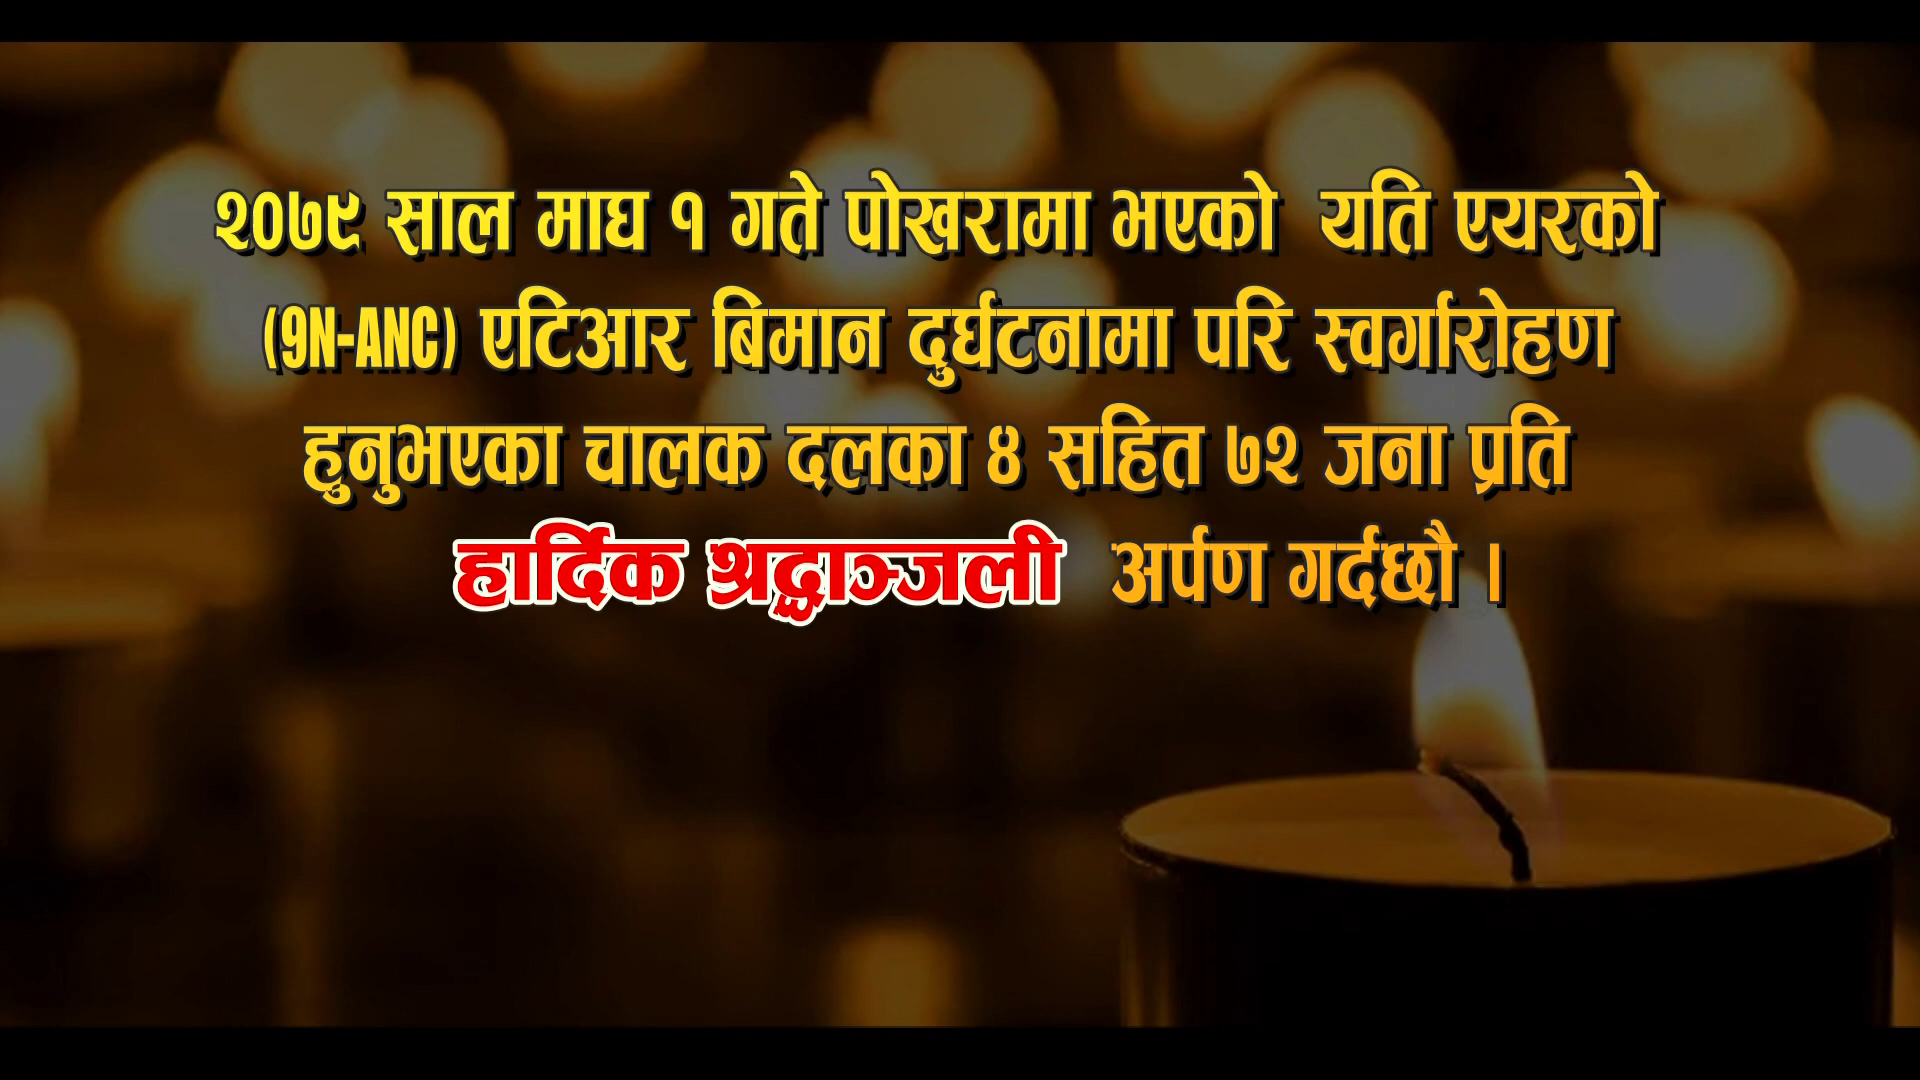 २०७९ साल माघ १ गते पोखरामा भएको यति एयरको
(9N-ANC) एटिआर बिमान दुर्घटनामा परि स्वर्गारोहण
हुनुभएका चालक दलका ४ सहित ७२ जना प्रति
हार्दिक श्रद्धाञ्जली अर्पण गर्दछौ ।